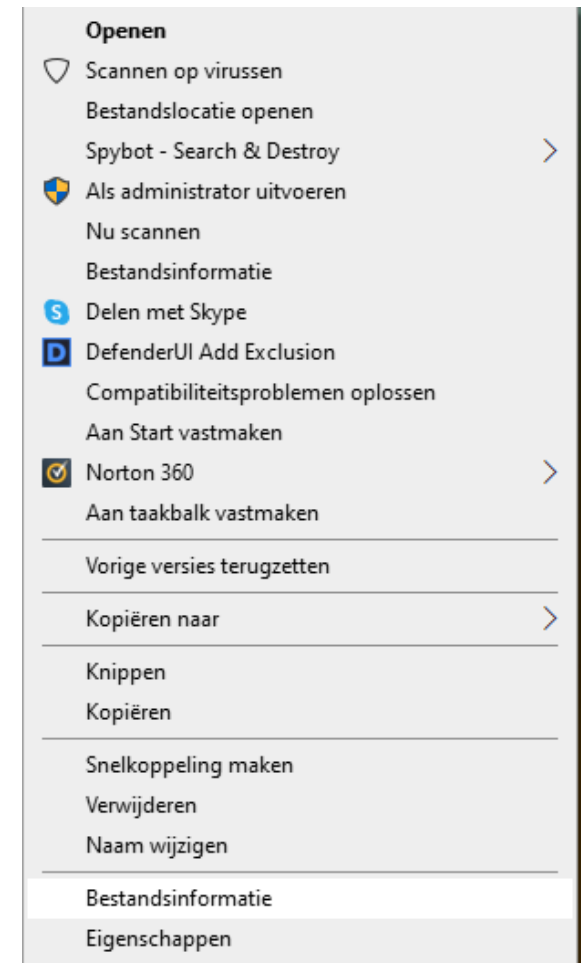 Openen
Scannen op virussen
Bestandslocatie openen
Spybot - Search & Destroy
Als administrator uitvoeren
Nu scannen
Bestandsinformatie
Delen met Skype
DefenderUI Add Exclusion
Compatibiliteitsproblemen oplossen
Aan Start vastmaken
Norton 360
Aan taakbalk vastmaken
Vorige versies terugzetten
Kopiëren naar
Knippen
Kopiëren
Snelkoppeling maken
Verwijderen
Naam wijzigen
Bestandsinformatie
Eigenschappen